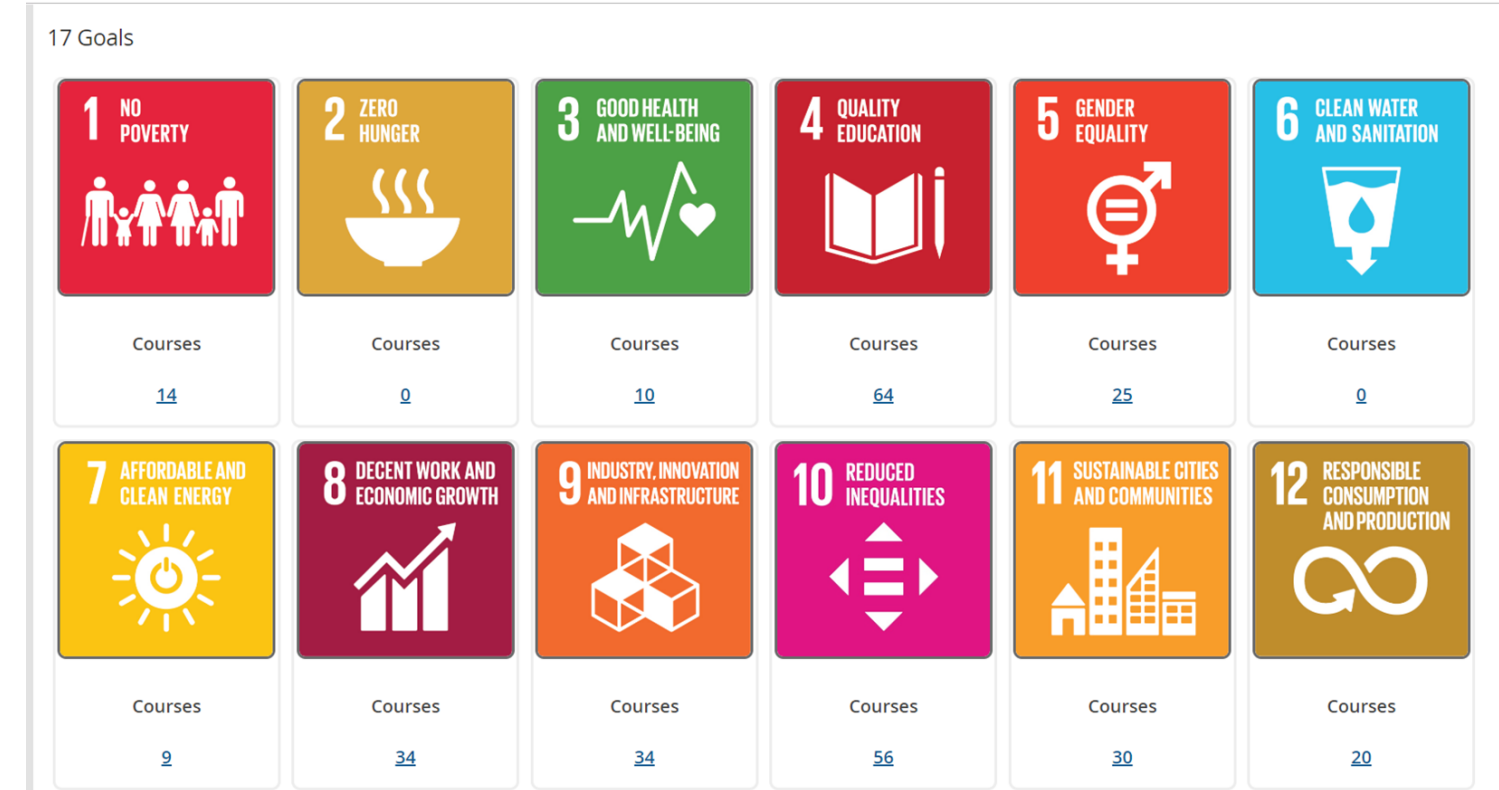 17 Goals
1 NO
POVERTY
2 ZERO
HUNGER
3 GOOD HEALTH
AND WELL-BEING
4 QUALITY
EDUCATION
5 GENDER
EQUALITY
6 CLEAN WATER
AND SANITATION
Courses
14
Courses
0
Courses
10
Courses
64
Courses
25
Courses
0
7 AFFORDABLE AND
CLEAN ENERGY
8 DECENT WORK AND
ECONOMIC GROWTH
9 INDUSTRY, INNOVATION
AND INFRASTRUCTURE
10 REDUCED
INEQUALITIES
11 SUSTAINABLE CITIES
AND COMMUNITIES
12 RESPONSIBLE
CONSUMPTION
AND PRODUCTION
Courses
9
Courses
34
Courses
34
Courses
56
Courses
30
Courses
20